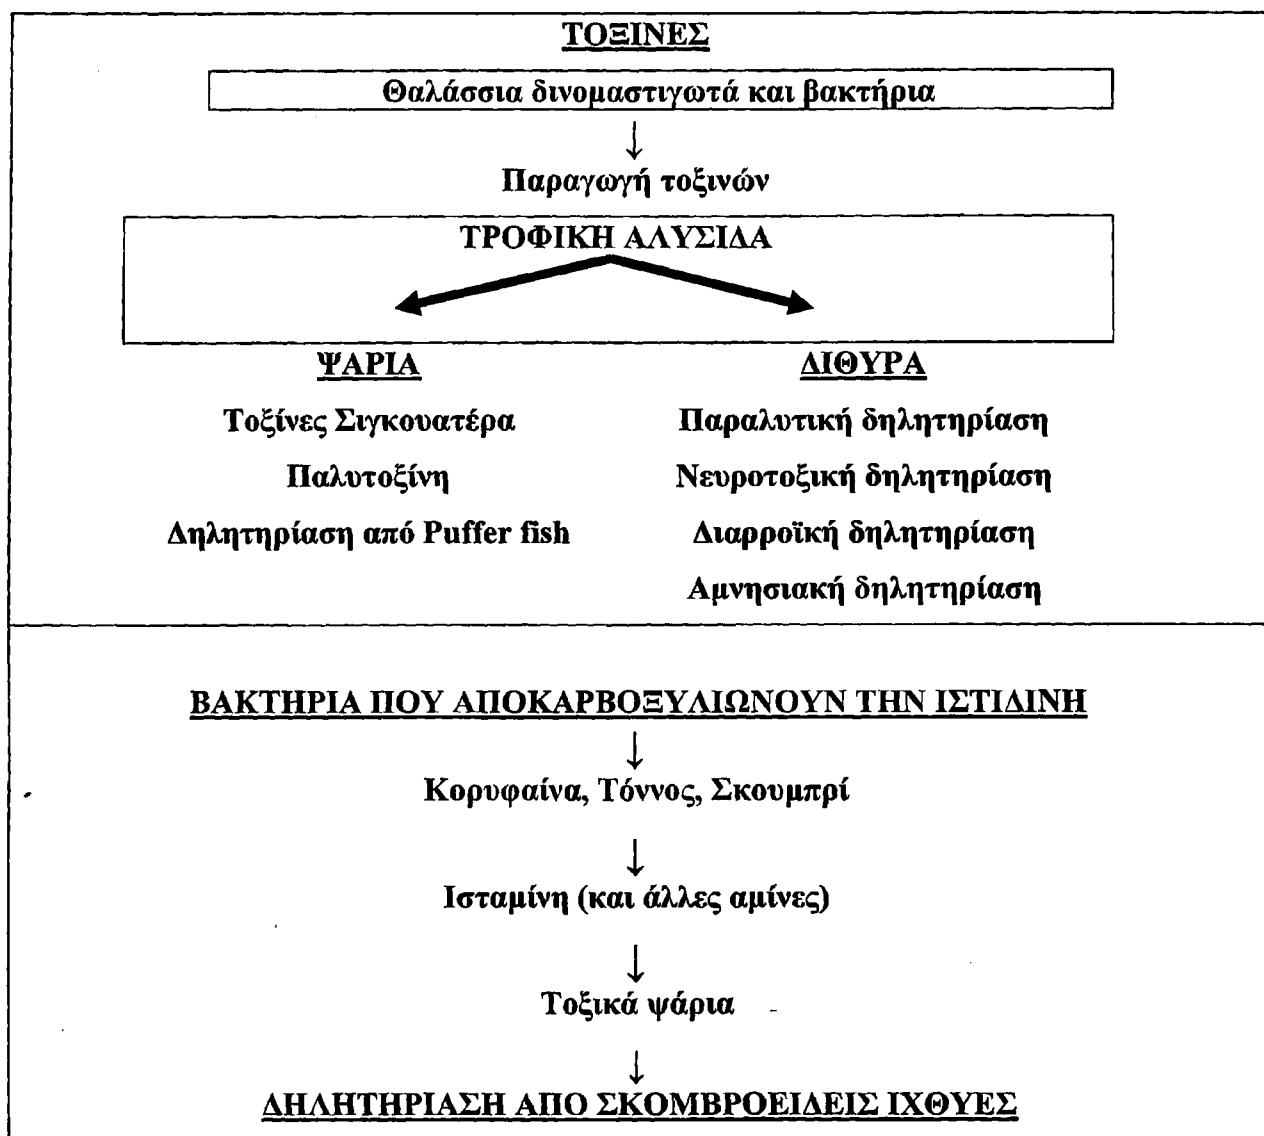 ΤΟΞΙΝΕΣ
Θαλάσσια δινομαστιγωτά και βακτήρια
↓
Παραγωγή τοξινών
ΤΡΟΦΙΚΗ ΑΛΥΣΙΔΑ
ΨΑΡΙΑ ΔΙΘΥΡΑ
Τοξίνες Σιγκουατέρα Παραλυτική δηλητηρίαση
Παλυτοξίνη Νευροτοξική δηλητηρίαση
Δηλητηρίαση από Puffer fish Διαρροϊκή δηλητηρίαση
Αμνησιακή δηλητηρίαση
ΒΑΚΤΗΡΙΑ ΠΟΥ ΑΠΟΚΑΡΒΟΞΥΛΙΩΝΟΥΝ ΤΗΝ ΙΣΤΙΔΙΝΗ
↓
Κορυφαίνα, Τόννος, Σκουμπρί
↓
Ισταμίνη (και άλλες αμίνες)
↓
Τοξικά ψάρια
↓
ΔΗΛΗΤΗΡΙΑΣΗ ΑΠΟ ΣΚΟΜΒΡΟΕΙΔΕΙΣ ΙΧΘΥΕΣ